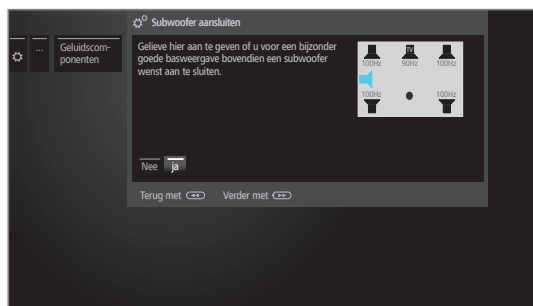 Subwoofer aansluiten
...
Geluidscom-
ponenten
Gelieve hier aan te geven of u voor een bijzonder
goede basweergave bovendien een subwoofer
wenst aan te sluiten.
TV
100Hz 90Hz 100Hz
100Hz 100Hz
Nee ja
Terug met Verder met